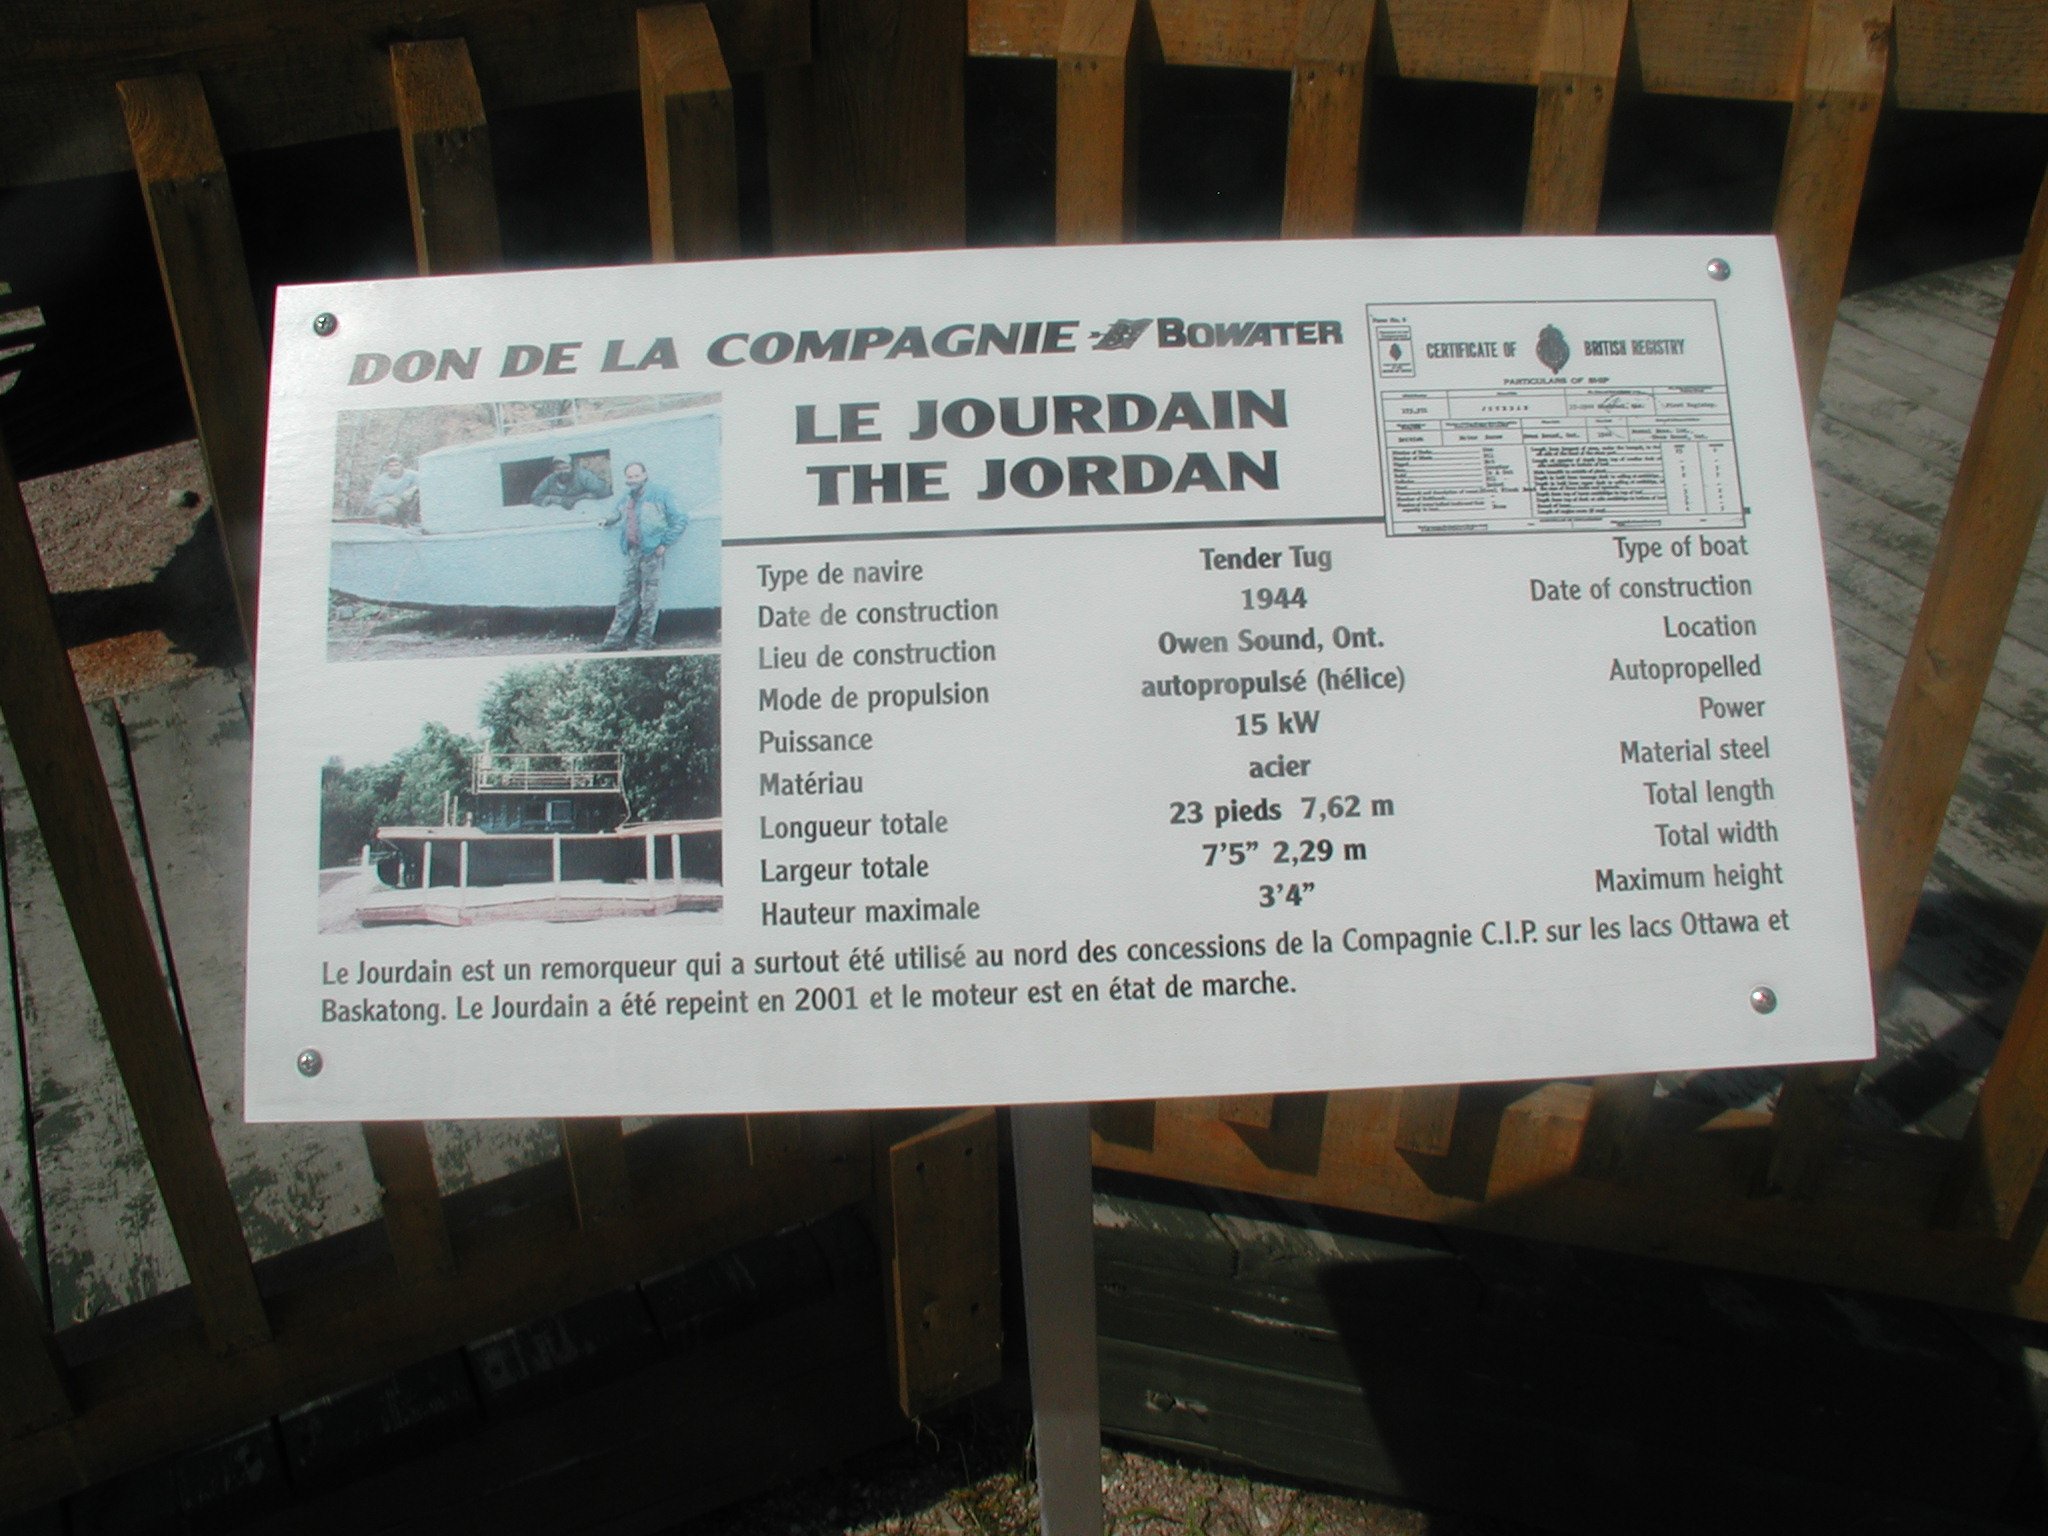 DON DE LA COMPAGNIE BOWATER
LE JOURDAIN
THE JORDAN
CERTIFICATE OF BRITISH REGISTRY
PARTICULARS OF SHIP
Type de navire Tender Tug Type of boat
Date de construction 1944 Date of construction
Lieu de construction Owen Sound, Ont. Location
Mode de propulsion autopropulsé (hélice) Autopropelled
Puissance 15 kW Power
Matériau acier Material steel
Longueur totale 23 pieds 7,62 m Total length
Largeur totale 7'5” 2,29 m Total width
Hauteur maximale 3'4” Maximum height
Le Jourdain est un remorqueur qui a surtout été utilisé au nord des concessions de la Compagnie C.I.P. sur les lacs Ottawa et
Baskatong. Le Jourdain a été repeint en 2001 et le moteur est en état de marche.